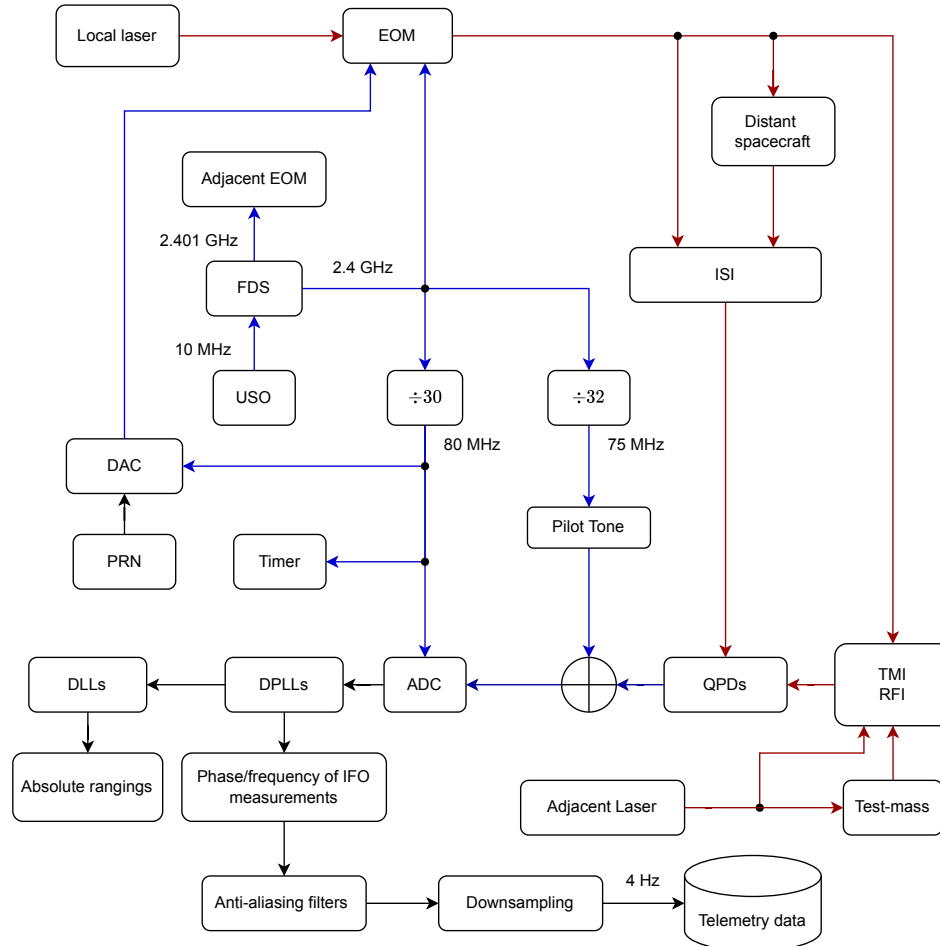 Local laser
EOM
Distant
spacecraft
Adjacent EOM
2.401 GHz
2.4 GHz
FDS
ISI
10 MHz
USO
÷30
÷32
80 MHz
75 MHz
DAC
Pilot Tone
PRN
Timer
DLLs
DPLLs
ADC
QPDs
TMI
RFI
Absolute rangings
Phase/frequency of IFO
measurements
Adjacent Laser
Test-mass
Anti-aliasing filters
Downsampling
4 Hz
Telemetry data